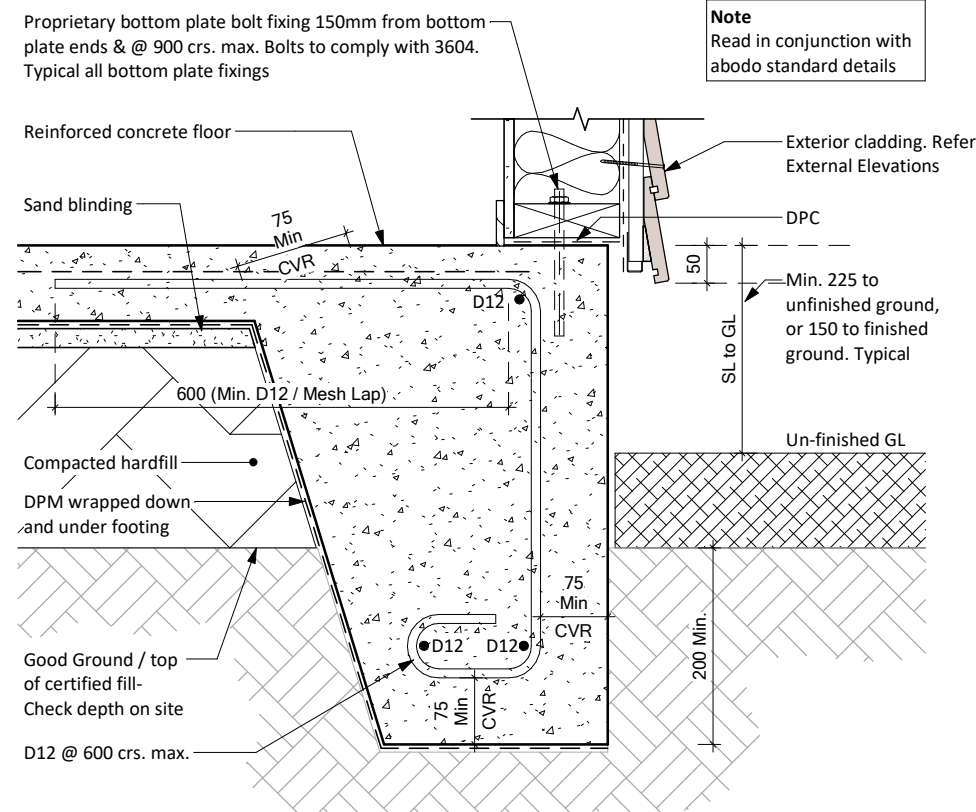 Proprietary bottom plate bolt fixing 150mm from bottom
plate ends & @ 900 crs. max. Bolts to comply with 3604.
Typical all bottom plate fixings
Note
Read in conjunction with
abodo standard details
Reinforced concrete floor
Exterior cladding. Refer
External Elevations
Sand blinding
75
Min
CVR
DPC
50
D12
SL to GL
Min. 225 to
unfinished ground,
or 150 to finished
ground. Typical
600 (Min. D12 / Mesh Lap)
Un-finished GL
Compacted hardfill
DPM wrapped down
and under footing
75
Min
CVR
Good Ground / top
of certified fill-
Check depth on site
D12
D12
200 Min.
75
Min
CVR
D12 @ 600 crs. max.